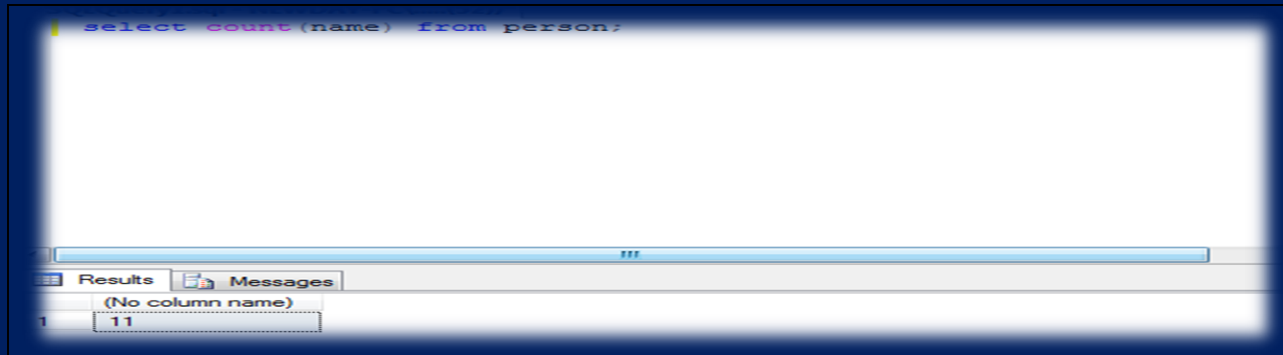 select count(name) from person;
Results Messages
(No column name)
1 11